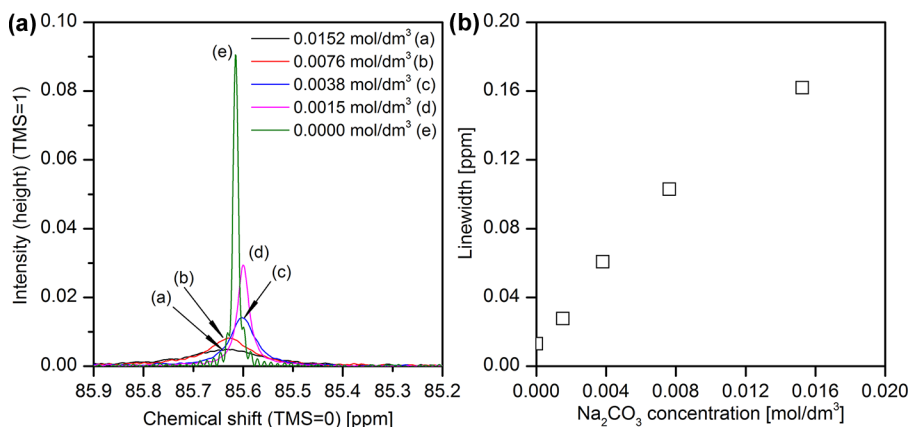 (a)
0.10
0.08
0.06
0.04
0.02
0.00
Intensity (height) (TMS=1)
0.0152 mol/dm³ (a)
0.0076 mol/dm³ (b)
0.0038 mol/dm³ (c)
0.0015 mol/dm³ (d)
0.0000 mol/dm³ (e)
(e)
(d)
(b)
(c)
(a)
85.9 85.8 85.7 85.6 85.5 85.4 85.3 85.2
Chemical shift (TMS=0) [ppm]
(b)
0.20
0.16
0.12
0.08
0.04
0.00
Linewidth [ppm]
0.000 0.004 0.008 0.012 0.016 0.020
Na₂CO₃ concentration [mol/dm³]